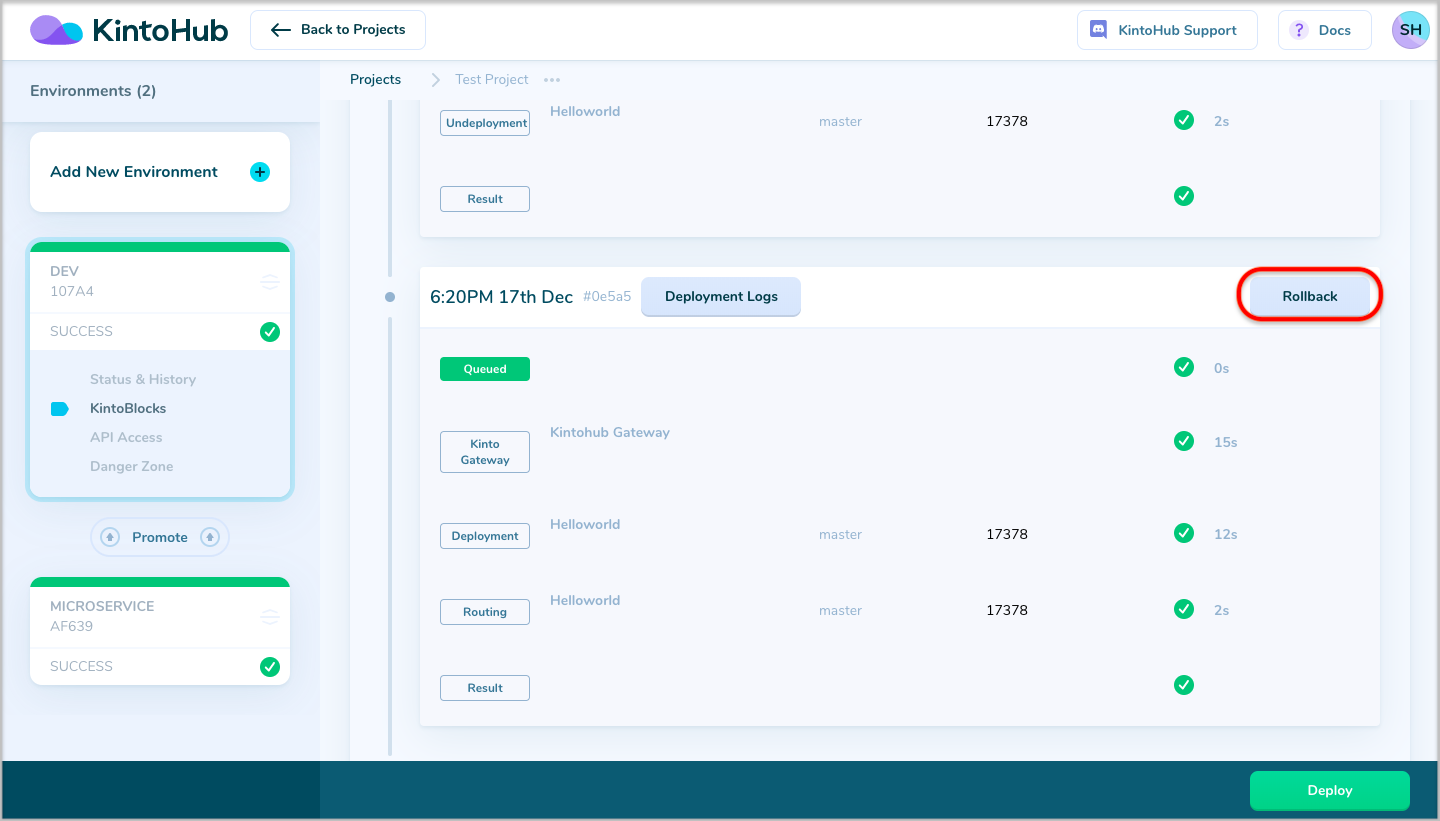 KintoHub
Back to Projects
KintoHub Support
? Docs
SH
Environments (2)
Projects
Test Project
Add New Environment
DEV
107A4
SUCCESS
Status & History
KintoBlocks
API Access
Danger Zone
Promote
MICROSERVICE
AF639
SUCCESS
Undeployment Helloworld master 17378 2s
Result
6:20PM 17th Dec #0e5a5 Deployment Logs Rollback
Queued 0s
Kinto
Gateway
Kintohub Gateway 15s
Deployment Helloworld master 17378 12s
Routing Helloworld master 17378 2s
Result
Deploy